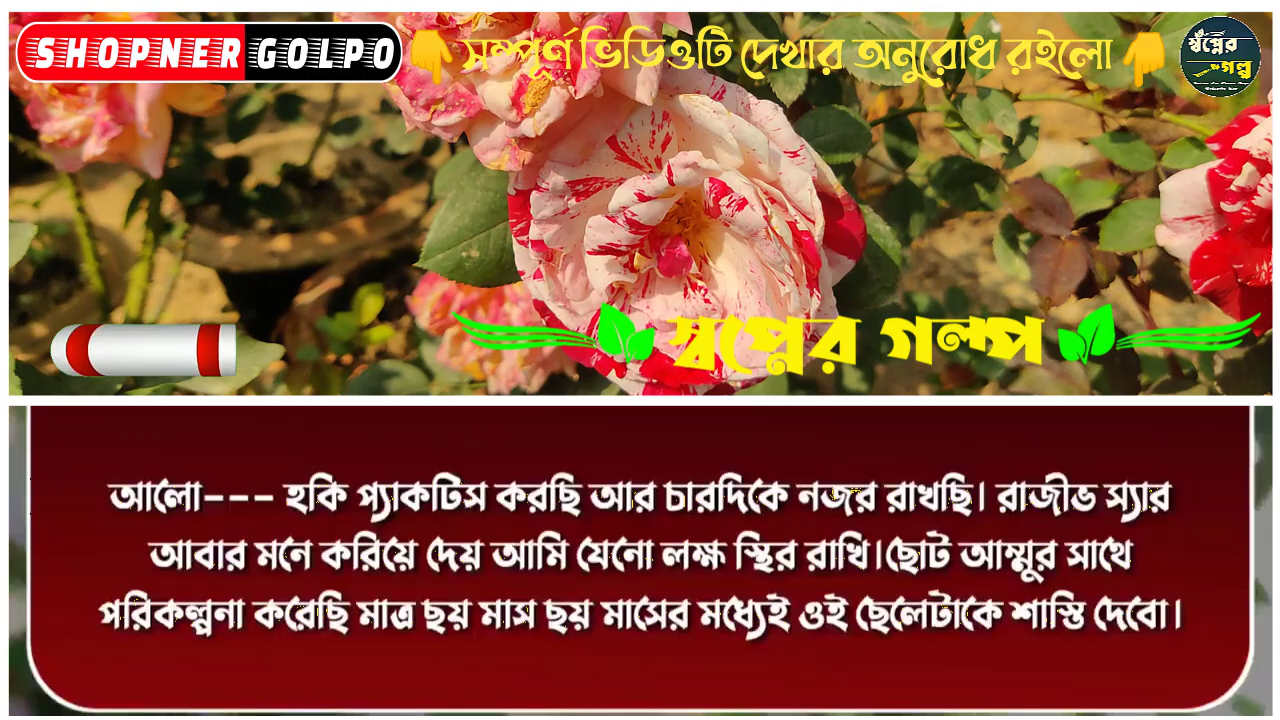 SHOPNER GOLPO
👇সম্পূর্ণ ভিডিওটি দেখার অনুরোধ রইলো👇
স্বপ্নের
গল্প
স্বপ্নের গল্প
আলো--- হকি প্যাকটিস করছি আর চারদিকে নজর রাখছি। রাজীভ স্যার
আবার মনে করিয়ে দেয় আমি যেনো লক্ষ স্থির রাখি।ছোট আম্মুর সাথে
পরিকল্পনা করেছি মাত্র ছয় মাস ছয় মাসের মধ্যেই ওই ছেলেটাকে শাস্তি দেবো।